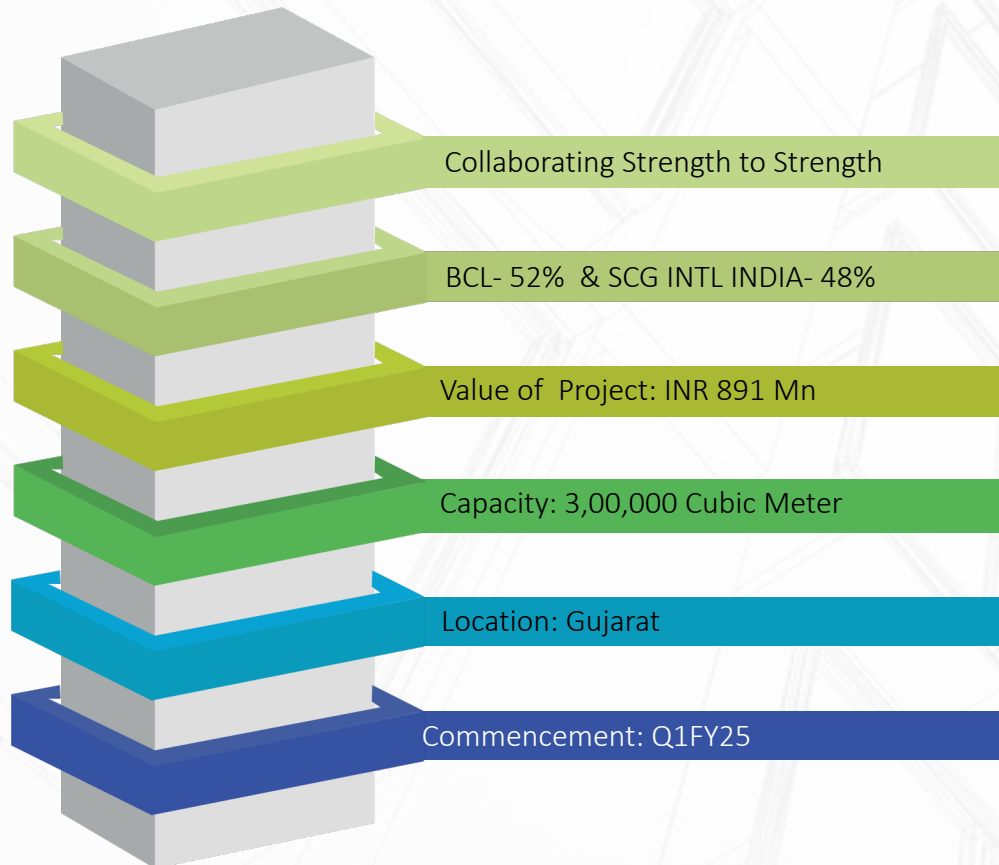 Collaborating Strength to Strength
BCL- 52% & SCG INTL INDIA- 48%
Value of Project: INR 891 Mn
Capacity: 3,00,000 Cubic Meter
Location: Gujarat
Commencement: Q1FY25